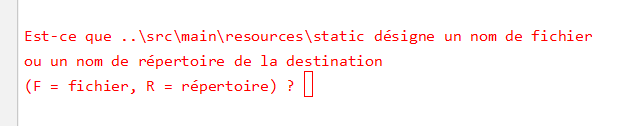 Est-ce que ..\src\main\resources\static désigne un nom de fichier
ou un nom de répertoire de la destination
(F = fichier, R = répertoire) ?